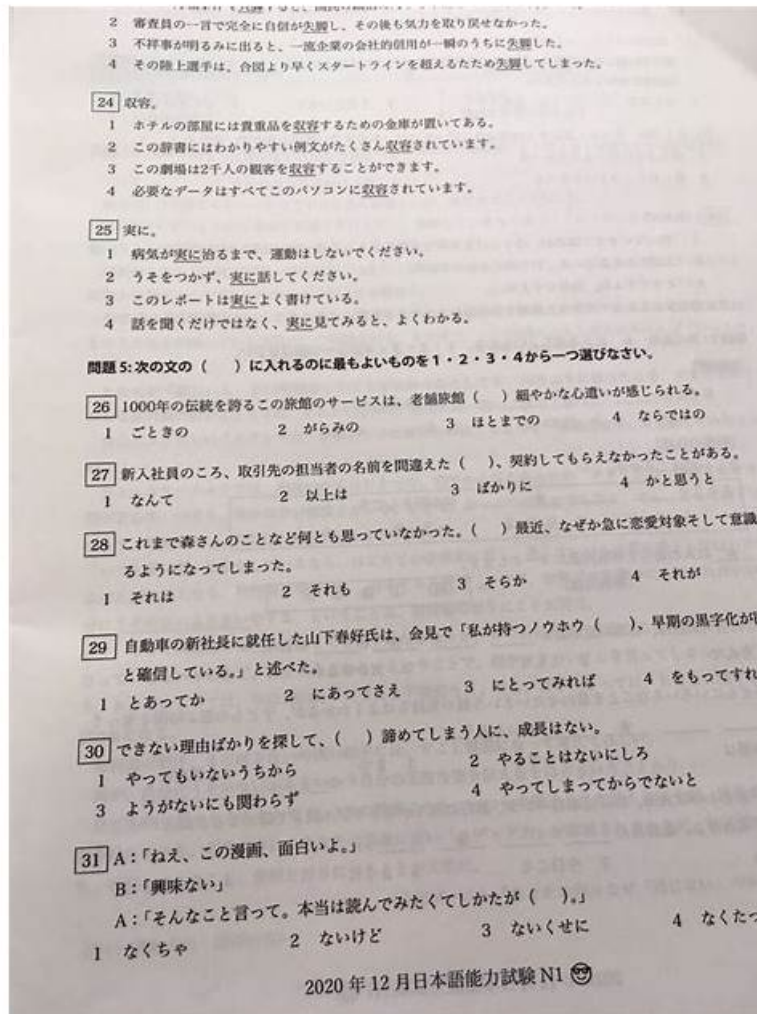 2 審査員の一言で完全に自信が失脚し、その後も気力を取り戻せなかった。
3 不祥事が明るみに出ると、一流企業の会社的信用が一瞬のうちに失脚した。
4 その陸上選手は、合図より早くスタートラインを超えるたため失脚してしまった。
24 収容。
1 ホテルの部屋には貴重品を収容するための金庫が置いてある。
2 この辞書にはわかりやすい例文がたくさん収容されています。
3 この劇場は2千人の観客を収容することができます。
4 必要なデータはすべてこのパソコンに収容されています。
25 実に。
1 病気が実に治るまで、運動はしないでください。
2 うそをつかず、実に話してください。
3 このレポートは実によく書けている。
4 話を聞くだけではなく、実に見てみると、よくわかる。
問題 5: 次の文の ( ) に入れるのに最もよいものを 1・2・3・4 から一つ選びなさい。
26 1000年の伝統を誇るこの旅館のサービスは、老舗旅館 ( ) 細やかな心遣いが感じられる。
1 ごときの 2 がらみの 3 ほとまでの 4 ならではの
27 新入社員のころ、取引先の担当者の名前を間違えた ( )、契約してもらえなかったことがある。
1 なんて 2 以上は 3 ばかりに 4 かと思うと
28 これまで森さんのことなど何とも思っていなかった。( ) 最近、なぜか急に恋愛対象そして意識
るようになってしまった。
1 それは 2 それも 3 そらか 4 それが
29 自動車の新社長に就任した山下春好氏は、会見で「私が持つノウホウ ( )、早期の黒字化が
と確信している。」と述べた。
1 とあってか 2 にあってさえ 3 にとってみれば 4 をもってすれ
30 できない理由ばかりを探して、( ) 諦めてしまう人に、成長はない。
1 やってもいないうちから 2 やることはないにしろ
3 ようがないにも関わらず 4 やってしまってからでないと
31 A:「ねえ、この漫画、面白いよ。」
B:「興味ない」
A:「そんなこと言って。本当は読んでみたくてしかたが ( )。」
1 なくちゃ 2 ないけど 3 ないくせに 4 なくたっ
2020 年 12 月日本語能力試験 N1